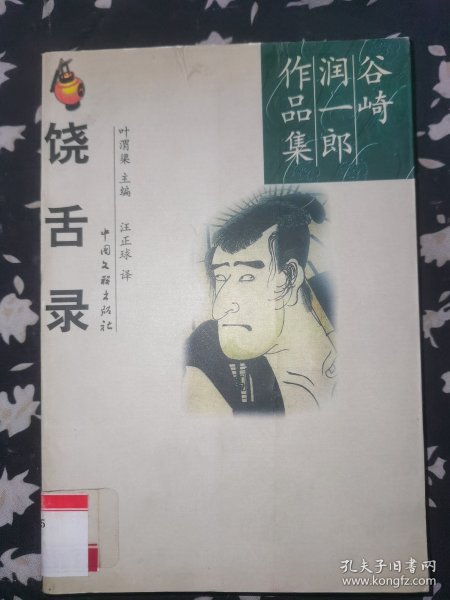 谷崎
润一郎
作品集
叶渭渠 主编 汪正球 译
饶舌录
中国文联出版社
5
孔夫子旧书网
www.kongfz.com